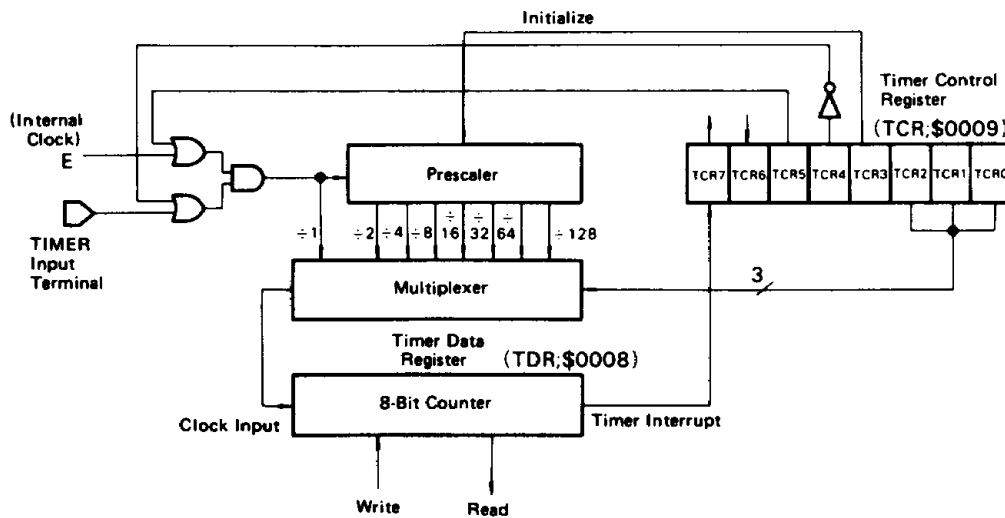 Initialize
Timer Control
Register
(TCR;$0009)
(Internal
Clock)
E
TCR7 TCR6 TCR5 TCR4 TCR3 TCR2 TCR1 TCR0
Prescaler
TIMER
Input
Terminal
÷1 ÷2 ÷4 ÷8 ÷16 ÷32 ÷64 ÷128
Multiplexer
3
Timer Data
Register (TDR;$0008)
8-Bit Counter
Clock Input
Timer Interrupt
Write
Read